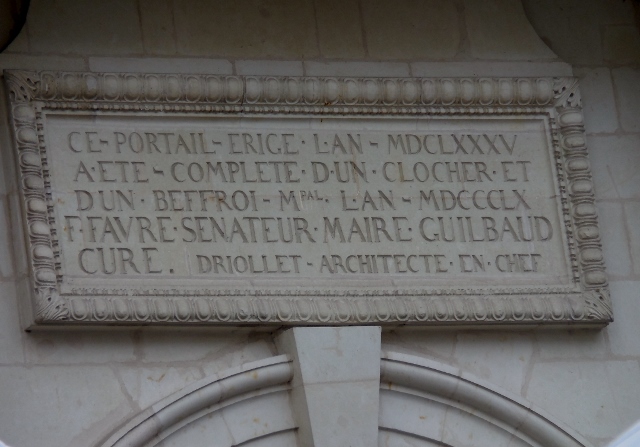 CE-PORTAIL-ERIGE·L·AN-MDCLXXXV
A·ETE-COMPLETE·D·UN·CLOCHER·ET
D'UN·BEFFROI-MPAL·L·AN-MDCCCLX
F·FAVRE·SENATEUR·MAIRE·GUILBAUD
CURE. DRIOLLET-ARCHITECTE·EN·CHEF